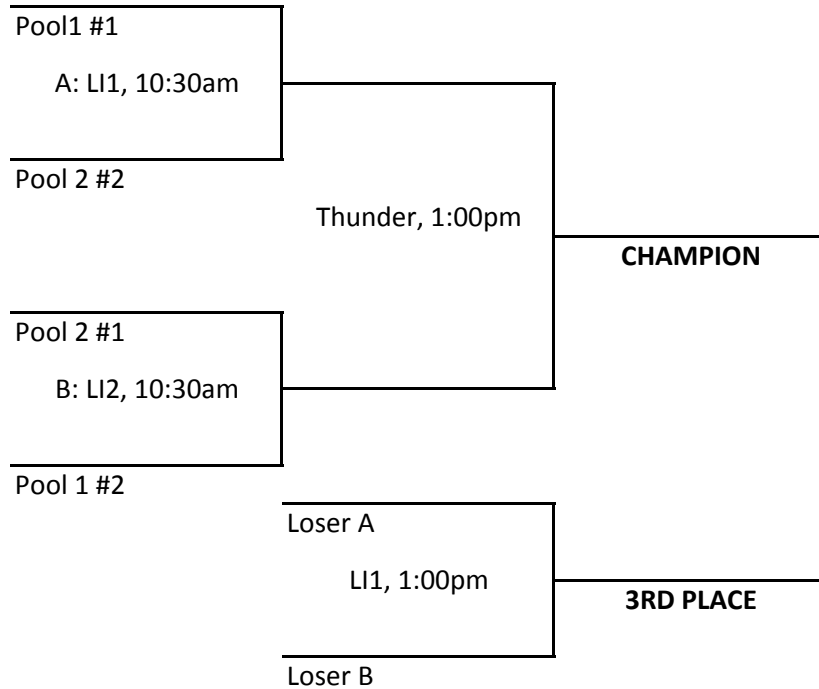 Pool1 #1
A: LI1, 10:30am
Pool 2 #2
Thunder, 1:00pm
CHAMPION
Pool 2 #1
B: LI2, 10:30am
Pool 1 #2
Loser A
LI1, 1:00pm
3RD PLACE
Loser B